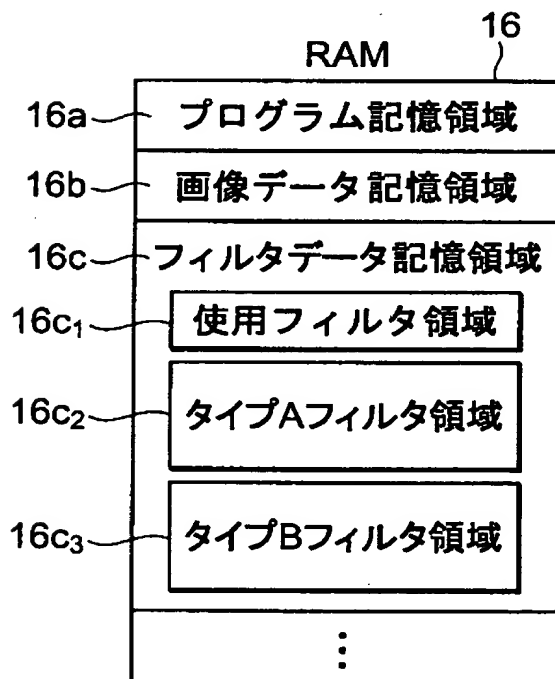 16
RAM
16a プログラム記憶領域
16b 画像データ記憶領域
16c フィルタデータ記憶領域
16c₁ 使用フィルタ領域
16c₂ タイプAフィルタ領域
16c₃ タイプBフィルタ領域
⋮